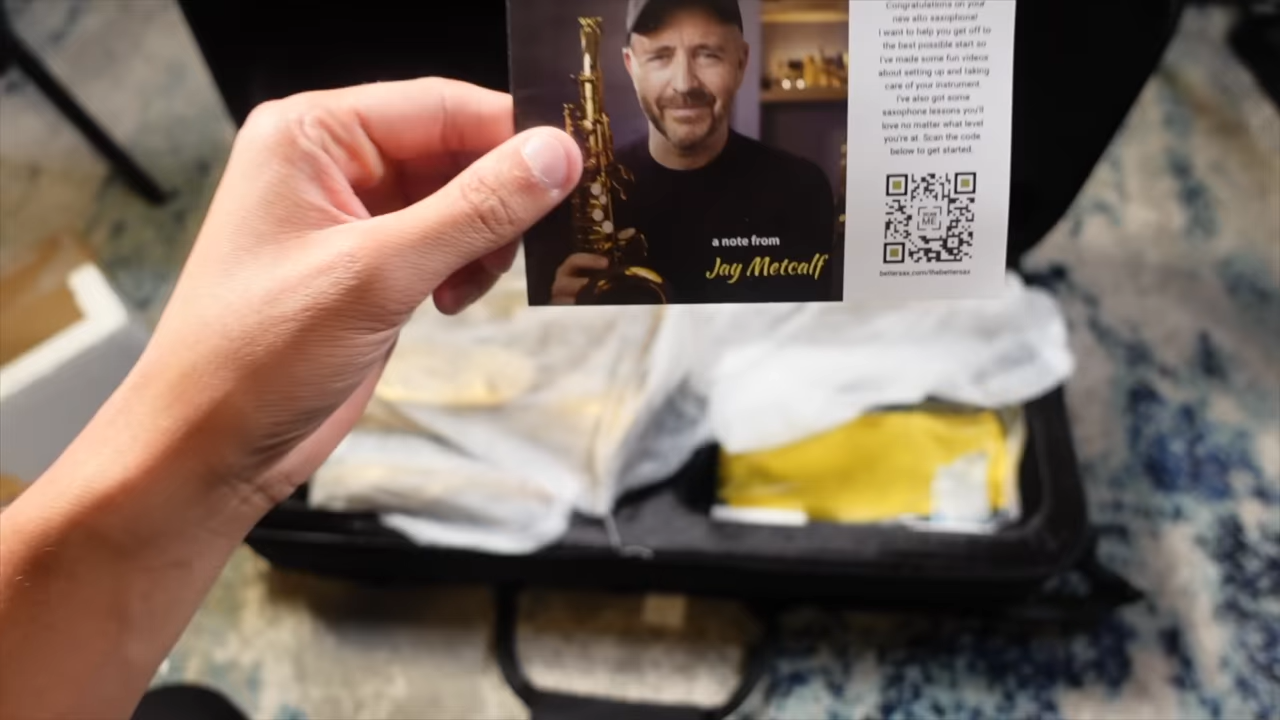 Congratulations on your
new alto saxophone!
I want to help you get off to
the best possible start so
I've made some fun videos
about setting up and taking
care of your instrument.
I've also got some
saxophone lessons you'll
love no matter what level
you're at. Scan the code
below to get started.
a note from
Jay Metcalf
ME
bettersax.com/thebettersax